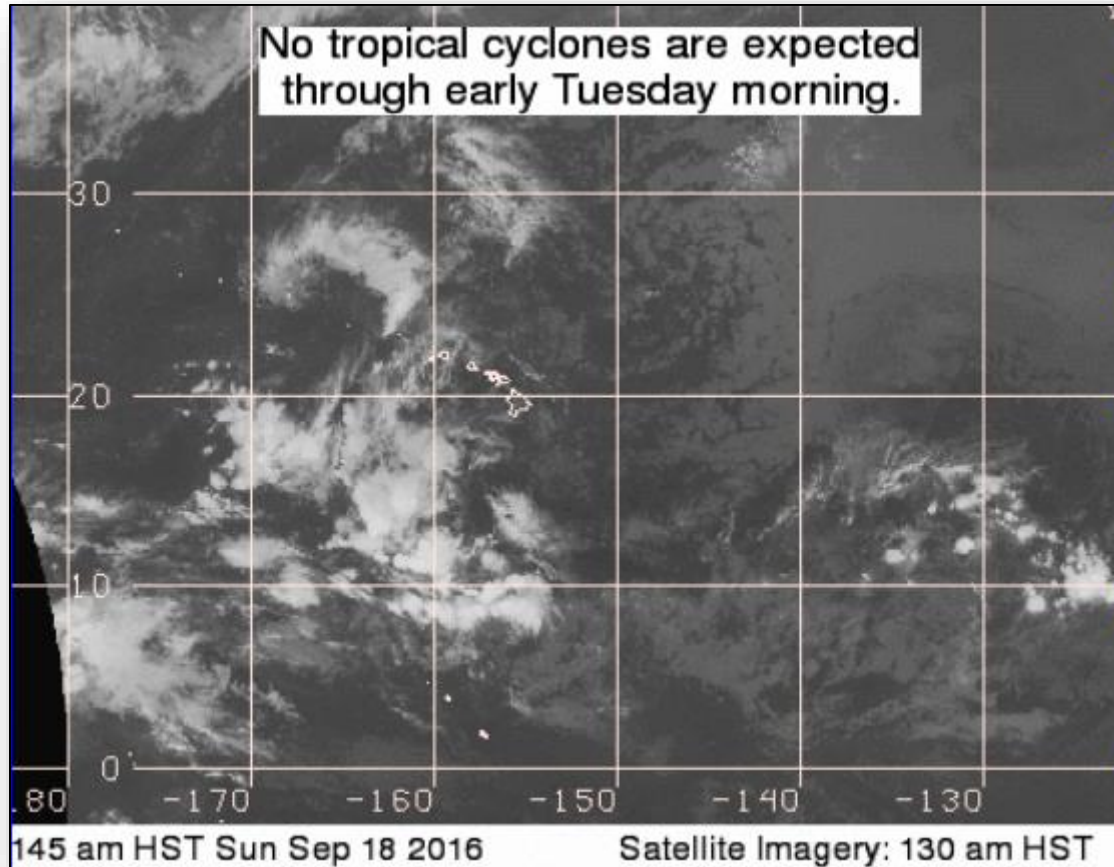 No tropical cyclones are expected
through early Tuesday morning.
30
20
10
0
180 -170 -160 -150 -140 -130
145 am HST Sun Sep 18 2016 Satellite Imagery: 130 am HST